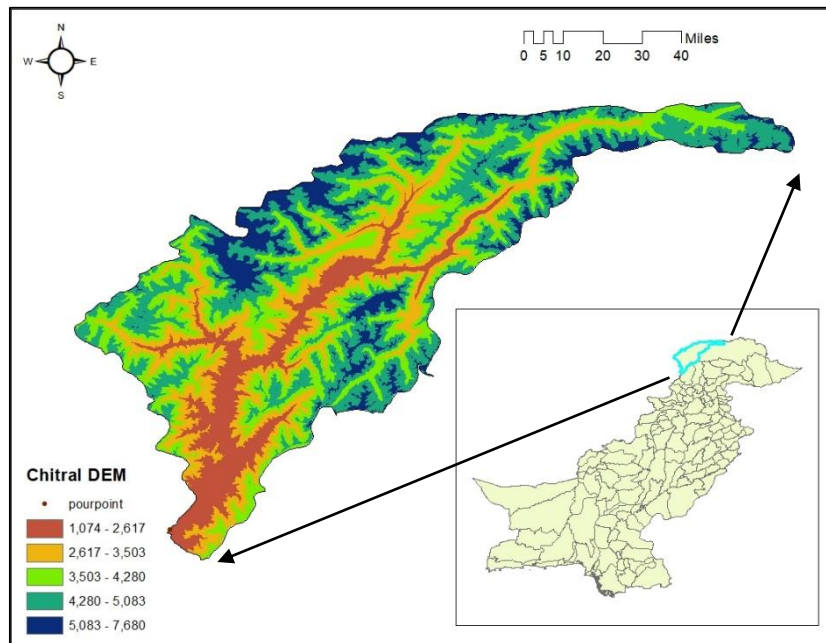 N
W E
S
Miles
0 5 10 20 30 40
Chitral DEM
pourpoint
1,074 - 2,617
2,617 - 3,503
3,503 - 4,280
4,280 - 5,083
5,083 - 7,680